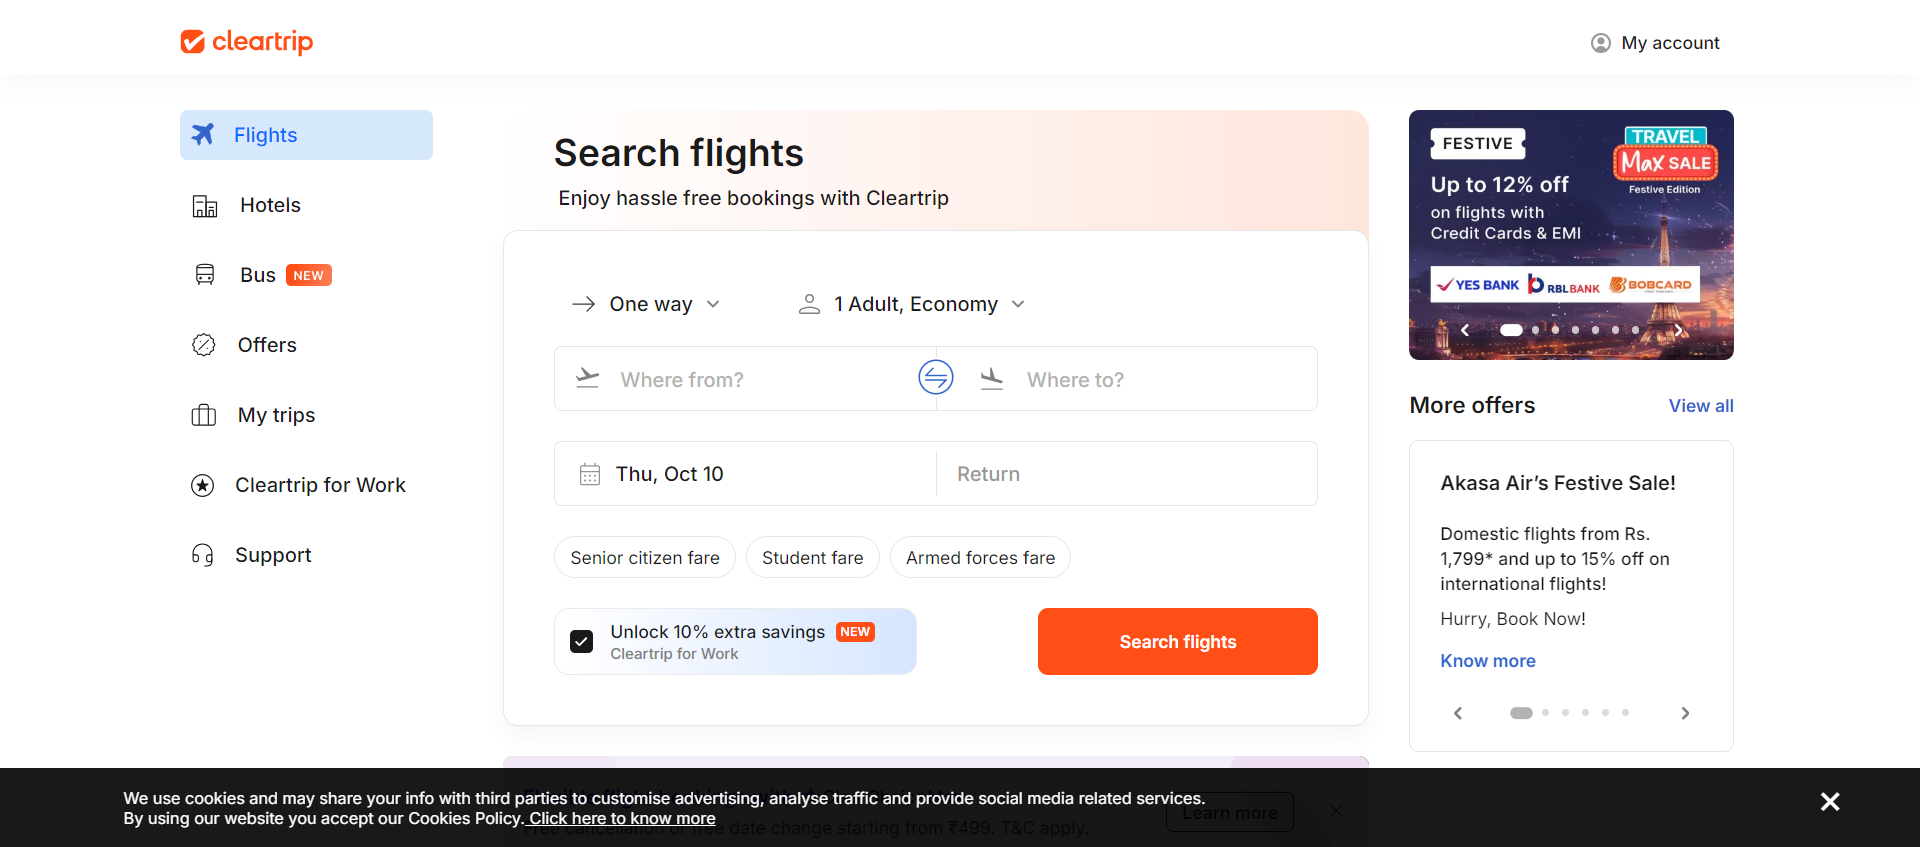 cleartrip
My account
Flights
Hotels
Bus NEW
Offers
My trips
Cleartrip for Work
Support
Search flights
Enjoy hassle free bookings with Cleartrip
One way
1 Adult, Economy
Where from?
Where to?
Thu, Oct 10
Return
Senior citizen fare
Student fare
Armed forces fare
Unlock 10% extra savings NEW
Cleartrip for Work
Search flights
FESTIVE
TRAVEL
Max SALE
Festive Edition
Up to 12% off
on flights with
Credit Cards & EMI
YES BANK
RBL BANK
BOBCARD
More offers
View all
Akasa Air’s Festive Sale!
Domestic flights from Rs.
1,799* and up to 15% off on
international flights!
Hurry, Book Now!
Know more
We use cookies and may share your info with third parties to customise advertising, analyse traffic and provide social media related services.
By using our website you accept our Cookies Policy. Click here to know more
Learn more
Free cancellation or free date change starting from ₹499. T&C apply.